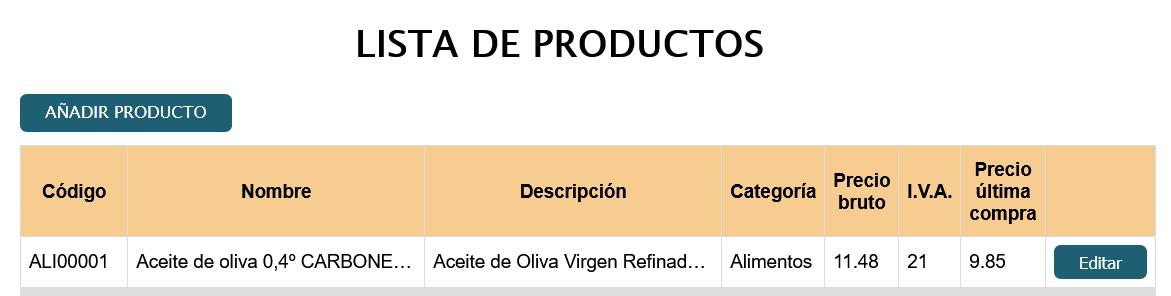 LISTA DE PRODUCTOS
AÑADIR PRODUCTO
Código Nombre Descripción Categoría Precio bruto I.V.A. Precio última compra
ALI00001 Aceite de oliva 0,4º CARBONE... Aceite de Oliva Virgen Refinad... Alimentos 11.48 21 9.85 Editar